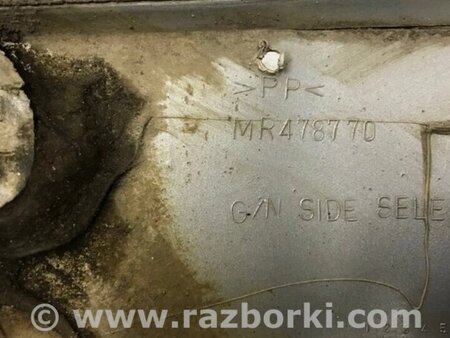 >PP<
MR478770
G/N SIDE SELE
www.razborki.com